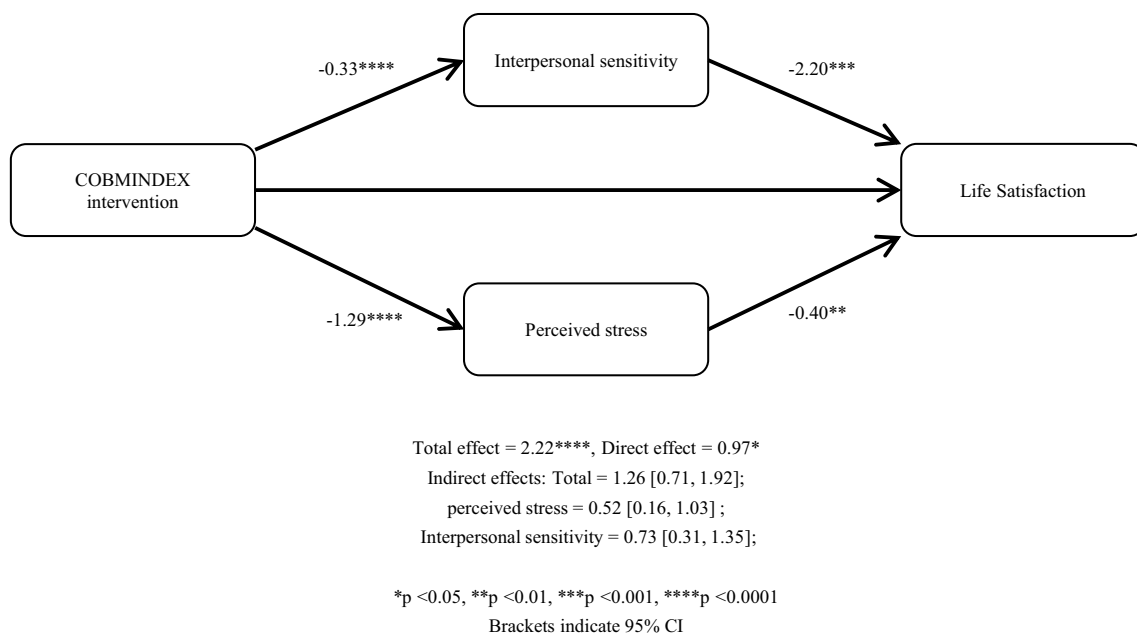 Interpersonal sensitivity
-0.33****
-2.20***
COBMINDEX
intervention
Life Satisfaction
-1.29****
-0.40**
Perceived stress
Total effect = 2.22****, Direct effect = 0.97*
Indirect effects: Total = 1.26 [0.71, 1.92];
perceived stress = 0.52 [0.16, 1.03] ;
Interpersonal sensitivity = 0.73 [0.31, 1.35];
*p <0.05, **p <0.01, ***p <0.001, ****p <0.0001
Brackets indicate 95% CI